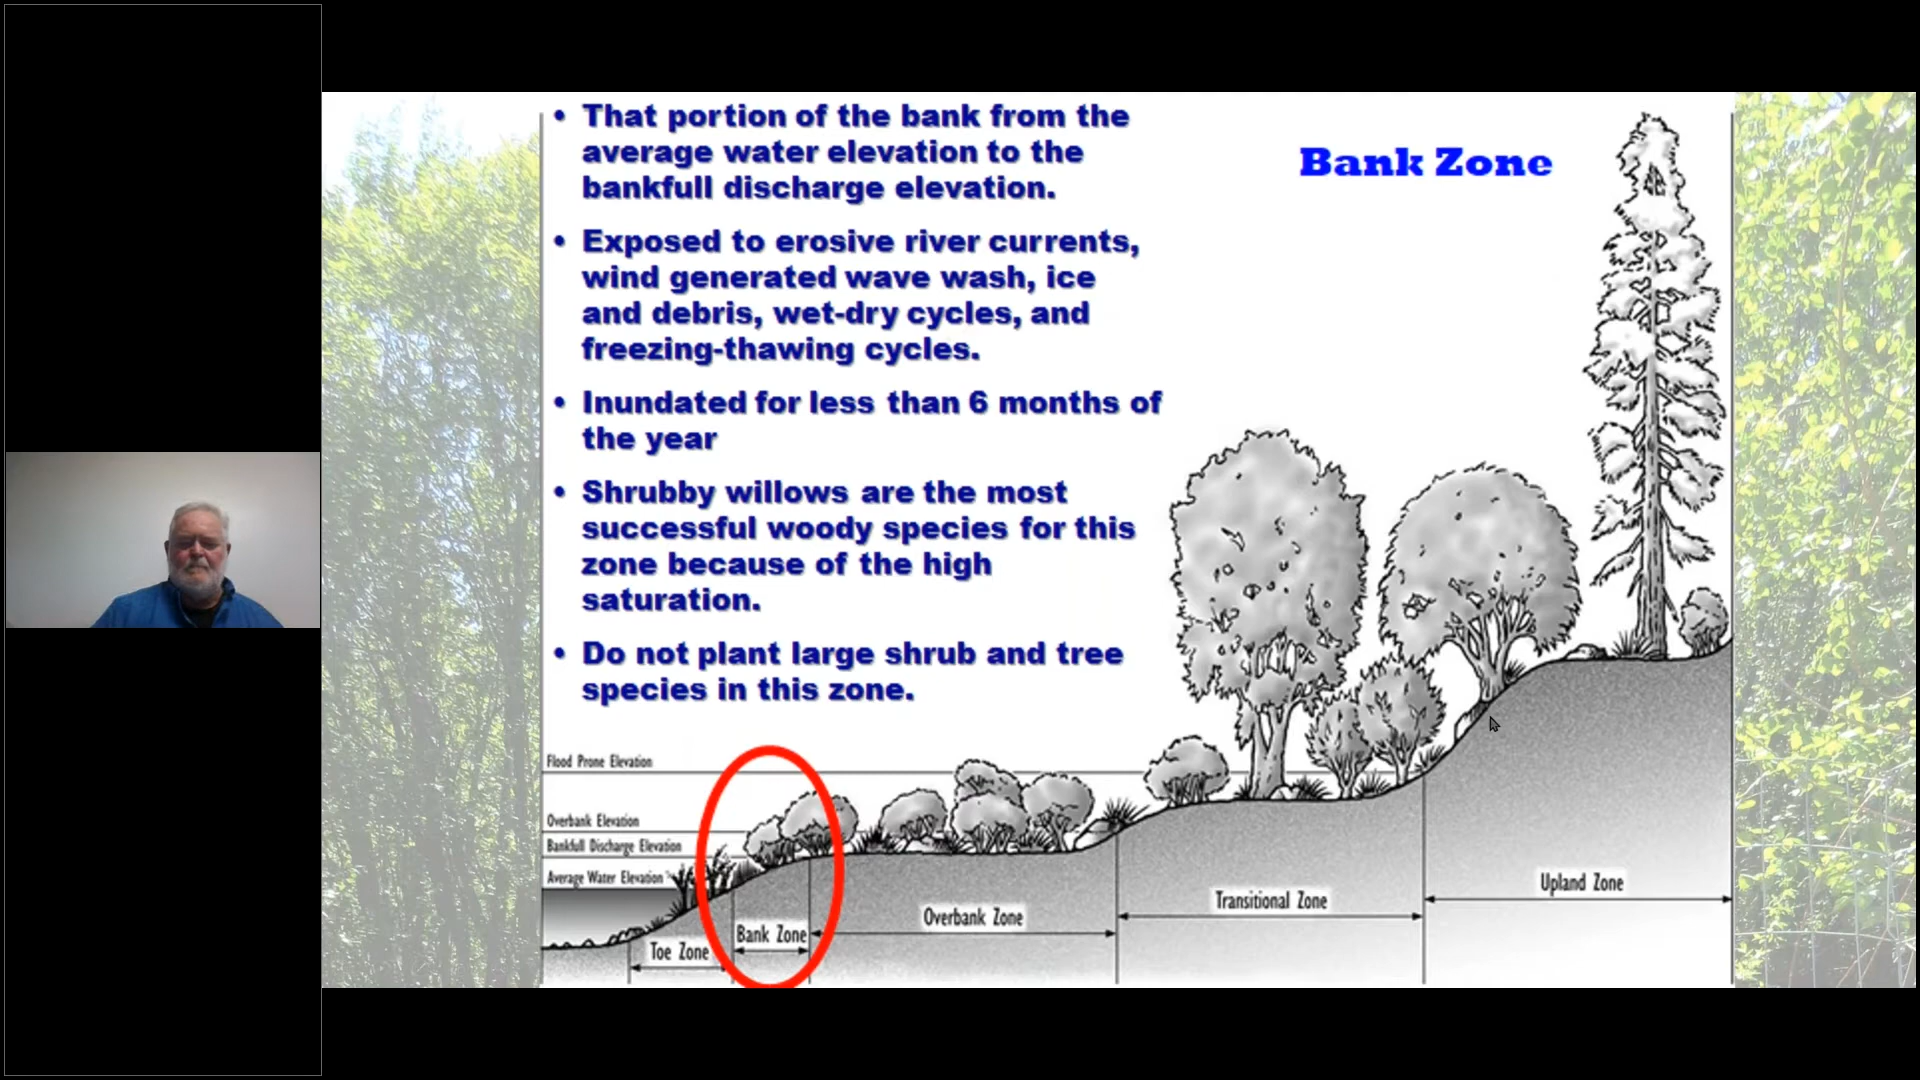 • That portion of the bank from the
average water elevation to the
bankfull discharge elevation.
• Exposed to erosive river currents,
wind generated wave wash, ice
and debris, wet-dry cycles, and
freezing-thawing cycles.
• Inundated for less than 6 months of
the year
• Shrubby willows are the most
successful woody species for this
zone because of the high
saturation.
• Do not plant large shrub and tree
species in this zone.
Bank Zone
Flood Prone Elevation
Overbank Elevation
Bankfull Discharge Elevation
Average Water Elevation
Toe Zone
Bank Zone
Overbank Zone
Transitional Zone
Upland Zone